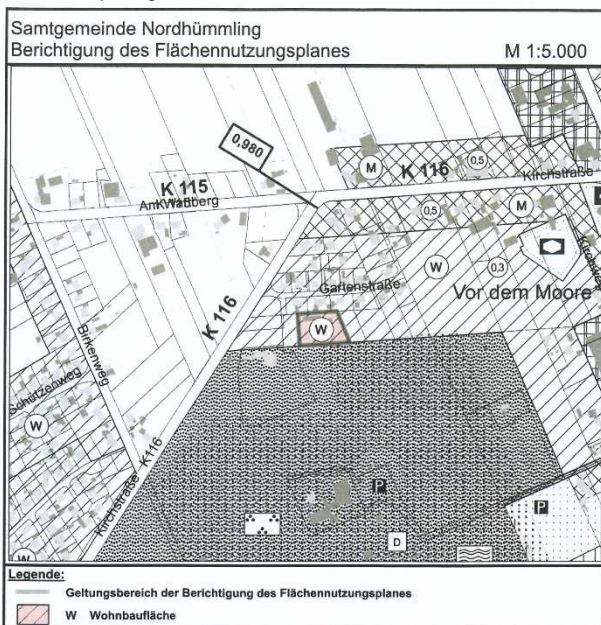 Samtgemeinde Nordhümmling
Berichtigung des Flächennutzungsplanes M 1:5.000
0,980
K 115
M
K 116
0,5
Kirchstraße
0,5
M
W
0,3
Gartenstraße
Vor dem Moore
K 116
W
Birkenweg
Schützenweg
W
Kirchstraße K116
P
P
D
W
Legende:
Geltungsbereich der Berichtigung des Flächennutzungsplanes
W Wohnbaufläche